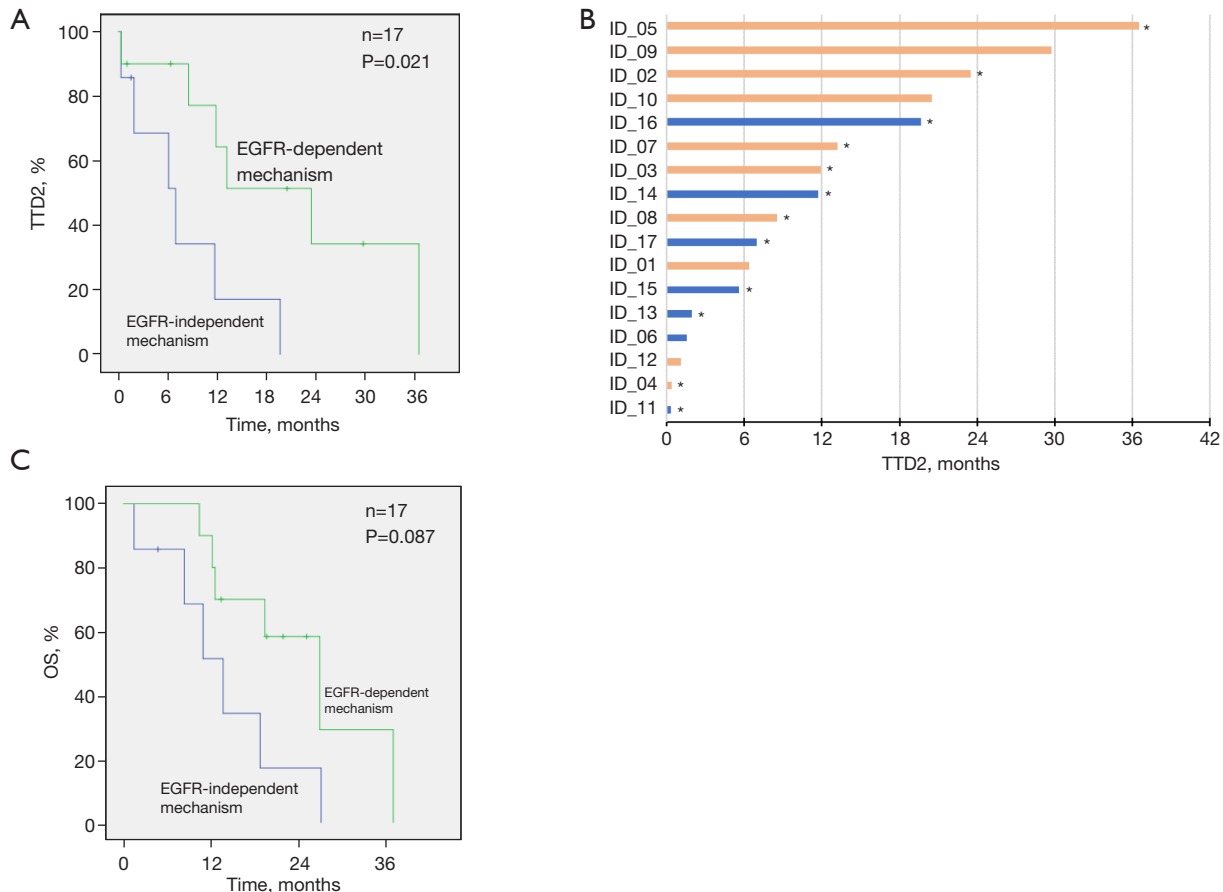 A
100
80
60
40
20
0
TTD2, %
n=17
P=0.021
EGFR-dependent
mechanism
EGFR-independent
mechanism
0 6 12 18 24 30 36
Time, months
B
ID_05 *
ID_09
ID_02 *
ID_10
ID_16 *
ID_07 *
ID_03 *
ID_14 *
ID_08 *
ID_17 *
ID_01
ID_15 *
ID_13 *
ID_06
ID_12
ID_04 *
ID_11 *
0 6 12 18 24 30 36 42
TTD2, months
C
100
80
60
40
20
0
OS, %
n=17
P=0.087
EGFR-dependent
mechanism
EGFR-independent
mechanism
0 12 24 36
Time, months